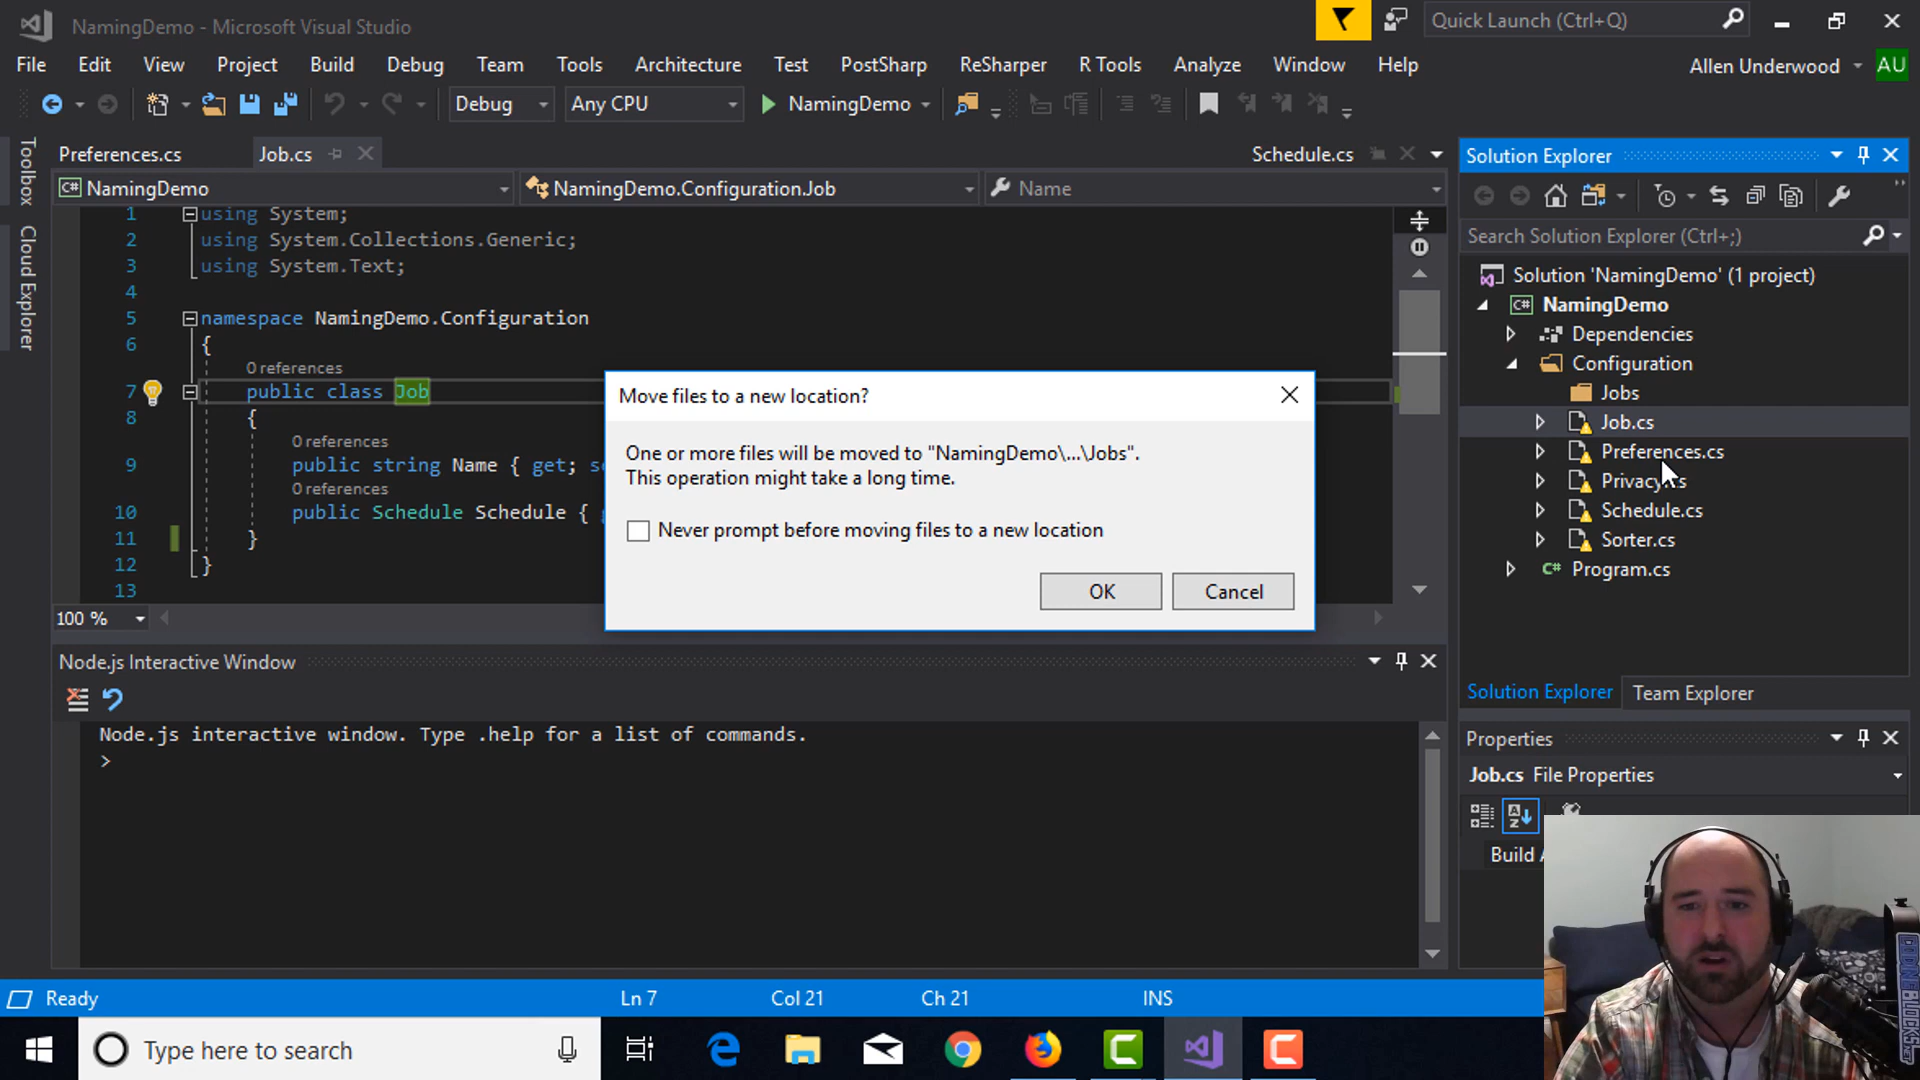 NamingDemo - Microsoft Visual Studio
Quick Launch (Ctrl+Q)
File Edit View Project Build Debug Team Tools Architecture Test PostSharp ReSharper R Tools Analyze Window Help
Allen Underwood
AU
Debug
Any CPU
NamingDemo
Toolbox
Cloud Explorer
Preferences.cs
Job.cs
Schedule.cs
C# NamingDemo
NamingDemo.Configuration.Job
Name
1 using System;
2 using System.Collections.Generic;
3 using System.Text;
4
5 namespace NamingDemo.Configuration
6 {
0 references
7 public class Job
8 {
0 references
9 public string Name { get; s
0 references
10 public Schedule Schedule {
11 }
12 }
13
100 %
Move files to a new location?
One or more files will be moved to "NamingDemo\...\Jobs".
This operation might take a long time.
Never prompt before moving files to a new location
OK
Cancel
Node.js Interactive Window
Node.js interactive window. Type .help for a list of commands.
>
Solution Explorer
Search Solution Explorer (Ctrl+;)
Solution 'NamingDemo' (1 project)
C# NamingDemo
Dependencies
Configuration
Jobs
Job.cs
Preferences.cs
Privacy.cs
Schedule.cs
Sorter.cs
C# Program.cs
Solution Explorer
Team Explorer
Properties
Job.cs File Properties
A
Z
Build
CODINGBLOCKS.NET
Ready
Ln 7
Col 21
Ch 21
INS
Type here to search